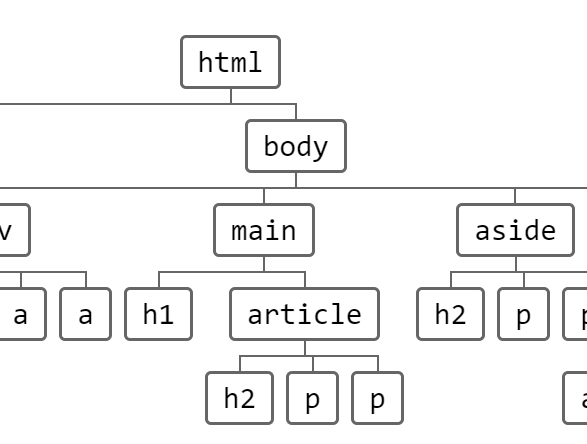 html
body
v main aside
a a h1 article h2 p p
h2 p p a